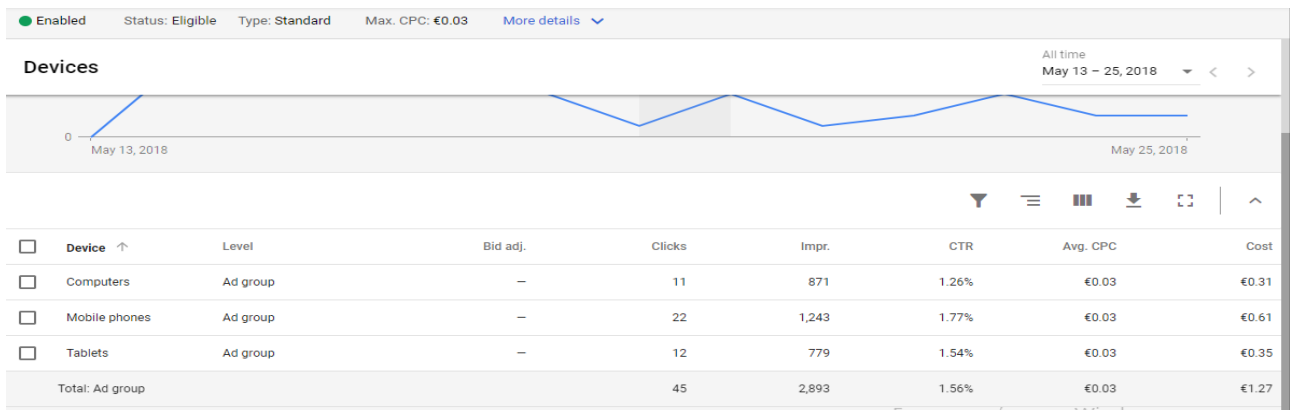 Enabled Status: Eligible Type: Standard Max. CPC: €0.03 More details
All time
Devices May 13 – 25, 2018
0
May 13, 2018 May 25, 2018
Device Level Bid adj. Clicks Impr. CTR Avg. CPC Cost
Computers Ad group – 11 871 1.26% €0.03 €0.31
Mobile phones Ad group – 22 1,243 1.77% €0.03 €0.61
Tablets Ad group – 12 779 1.54% €0.03 €0.35
Total: Ad group 45 2,893 1.56% €0.03 €1.27